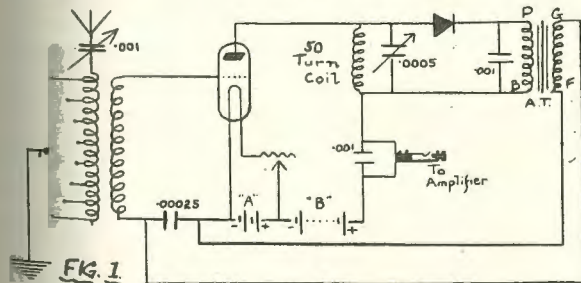 .001
50
Turn
Coil
.0005
.001
P
B
G
F
A.T.
.001
To
Amplifier
.00025
"A"
- +
"B"
- +
FIG. 1.